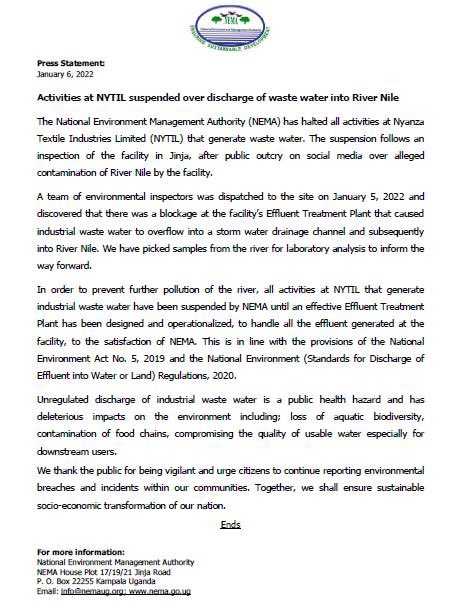 NEMA
National Environment Management Authority
ENSURING SUSTAINABLE DEVELOPMENT
Press Statement:
January 6, 2022
Activities at NYTIL suspended over discharge of waste water into River Nile
The National Environment Management Authority (NEMA) has halted all activities at Nyanza
Textile Industries Limited (NYTIL) that generate waste water. The suspension follows an
inspection of the facility in Jinja, after public outcry on social media over alleged
contamination of River Nile by the facility.
A team of environmental inspectors was dispatched to the site on January 5, 2022 and
discovered that there was a blockage at the facility's Effluent Treatment Plant that caused
industrial waste water to overflow into a storm water drainage channel and subsequently
into River Nile. We have picked samples from the river for laboratory analysis to inform the
way forward.
In order to prevent further pollution of the river, all activities at NYTIL that generate
industrial waste water have been suspended by NEMA until an effective Effluent Treatment
Plant has been designed and operationalized, to handle all the effluent generated at the
facility, to the satisfaction of NEMA. This is in line with the provisions of the National
Environment Act No. 5, 2019 and the National Environment (Standards for Discharge of
Effluent into Water or Land) Regulations, 2020.
Unregulated discharge of industrial waste water is a public health hazard and has
deleterious impacts on the environment including; loss of aquatic biodiversity,
contamination of food chains, compromising the quality of usable water especially for
downstream users.
We thank the public for being vigilant and urge citizens to continue reporting environmental
breaches and incidents within our communities. Together, we shall ensure sustainable
socio-economic transformation of our nation.
Ends
For more information:
National Environment Management Authority
NEMA House Plot 17/19/21 Jinja Road
P. O. Box 22255 Kampala Uganda
Email: info@nemaug.org; www.nema.go.ug